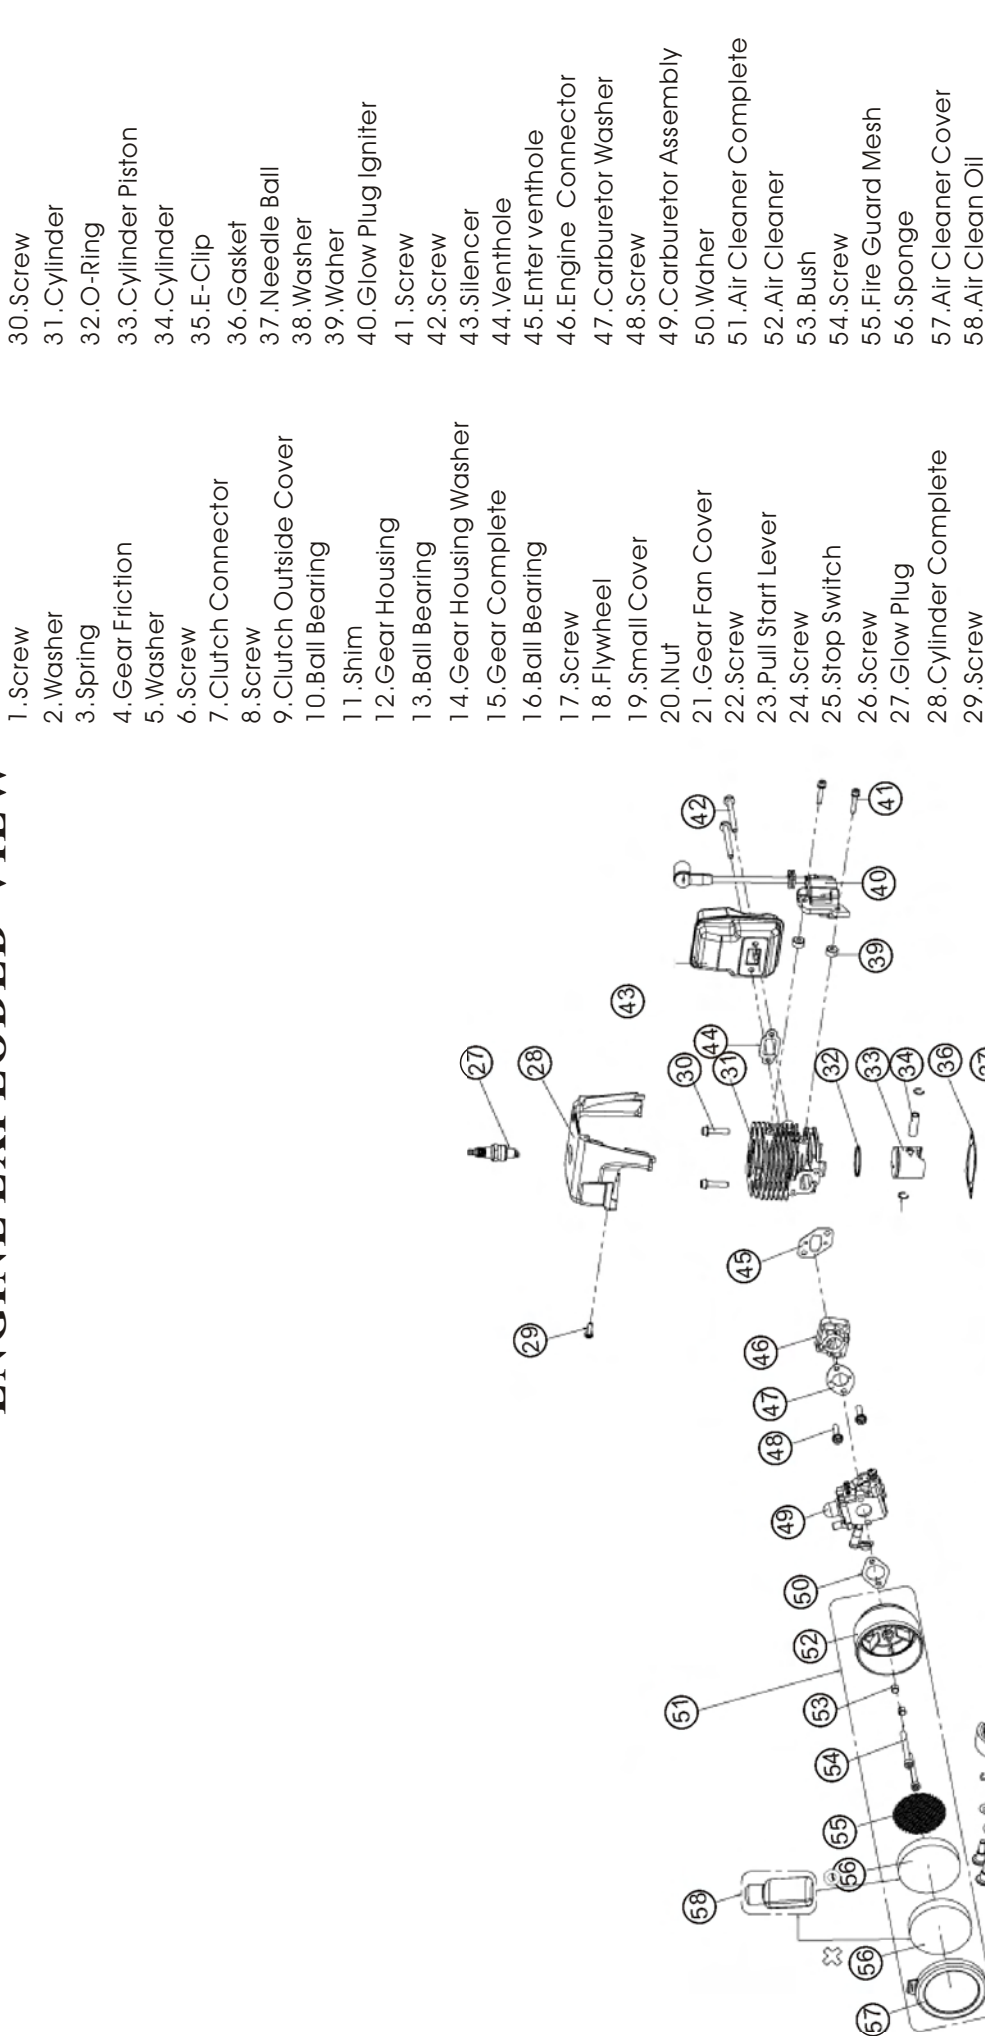 ENGINE EXPLODED VIEW
1.Screw
2.Washer
3.Spring
4.Gear Friction
5.Washer
6.Screw
7.Clutch Connector
8.Screw
9.Clutch Outside Cover
10.Ball Bearing
11.Shim
12.Gear Housing
13.Ball Bearing
14.Gear Housing Washer
15.Gear Complete
16.Ball Bearing
17.Screw
18.Flywheel
19.Small Cover
20.Nut
21.Gear Fan Cover
22.Screw
23.Pull Start Lever
24.Screw
25.Stop Switch
26.Screw
27.Glow Plug
28.Cylinder Complete
29.Screw
30.Screw
31.Cylinder
32.O-Ring
33.Cylinder Piston
34.Cylinder
35.E-Clip
36.Gasket
37.Needle Ball
38.Washer
39.Waher
40.Glow Plug Igniter
41.Screw
42.Screw
43.Silencer
44.Venthole
45.Enterventhole
46.Engine Connector
47.Carburetor Washer
48.Screw
49.Carburetor Assembly
50.Waher
51.Air Cleaner Complete
52.Air Cleaner
53.Bush
54.Screw
55.Fire Guard Mesh
56.Sponge
57.Air Cleaner Cover
58.Air Clean Oil
27
28
29
30
31
32
33
34
36
37
39
40
41
42
43
44
45
46
47
48
49
50
51
52
53
54
55
56
56
57
58